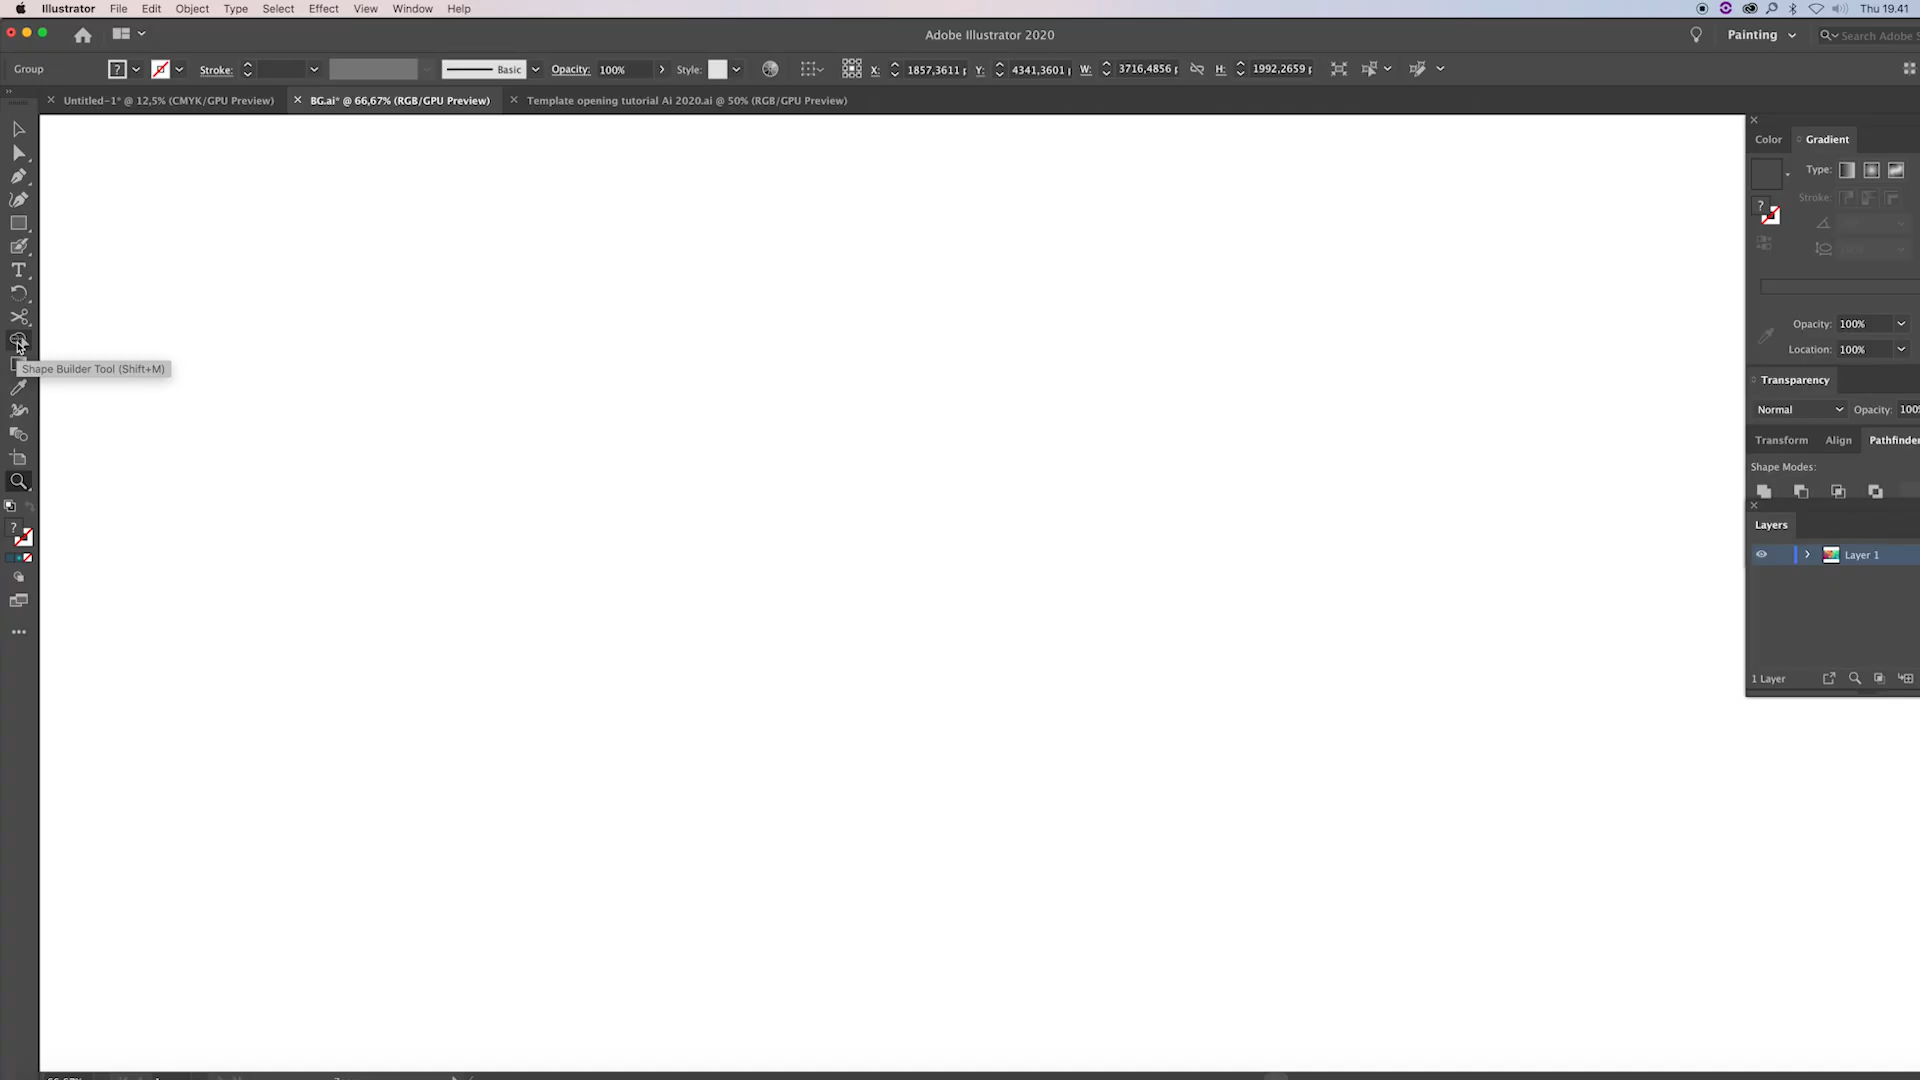 Illustrator File Edit Object Type Select Effect View Window Help
Thu 19.41
Adobe Illustrator 2020
Painting
Search Adobe S
Group
Stroke:
Basic
Opacity: 100%
Style:
X: 1857,3611 p
Y: 4341,3601 p
W: 3716,4856 p
H: 1992,2659 p
Untitled-1* @ 12,5% (CMYK/GPU Preview)
BG.ai* @ 66,67% (RGB/GPU Preview)
Template opening tutorial Ai 2020.ai @ 50% (RGB/GPU Preview)
Color Gradient
Type:
Stroke:
Shape Builder Tool (Shift+M)
Opacity: 100%
Location: 100%
Transparency
Normal Opacity: 100
Transform Align Pathfinder
Shape Modes:
Layers
Layer 1
1 Layer